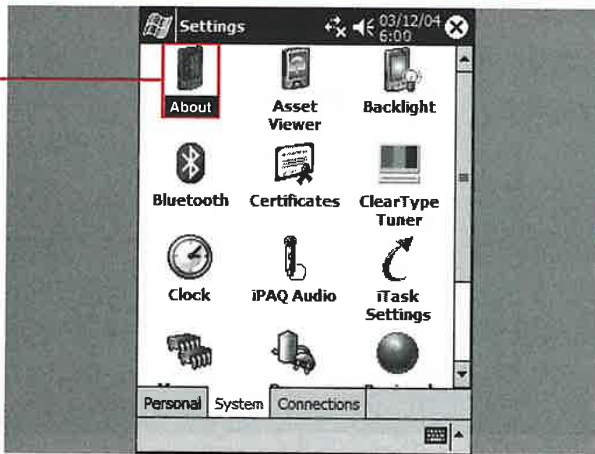 Settings
03/12/04
6:00
About
Asset
Viewer
Backlight
Bluetooth
Certificates
ClearType
Tuner
Clock
iPAQ Audio
iTask
Settings
Personal
System
Connections